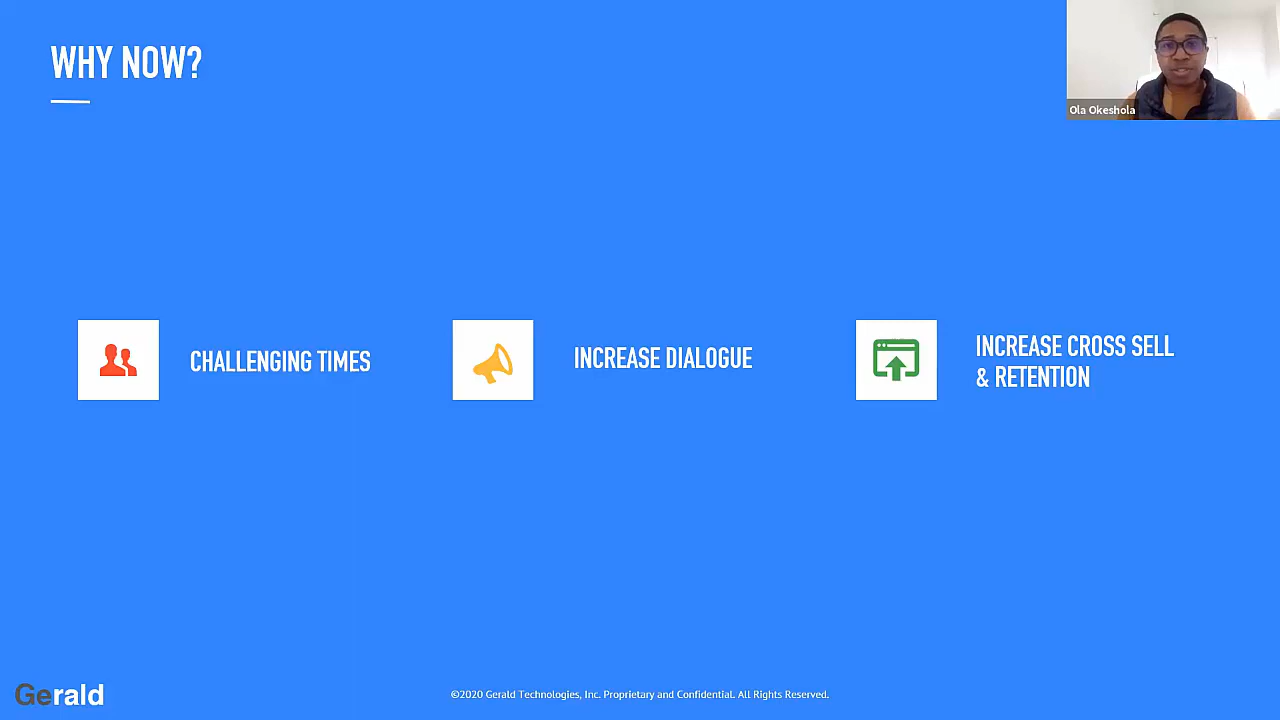 WHY NOW?
Ola Okeshola
CHALLENGING TIMES
INCREASE DIALOGUE
INCREASE CROSS SELL
& RETENTION
Gerald
©2020 Gerald Technologies, Inc. Proprietary and Confidential. All Rights Reserved.